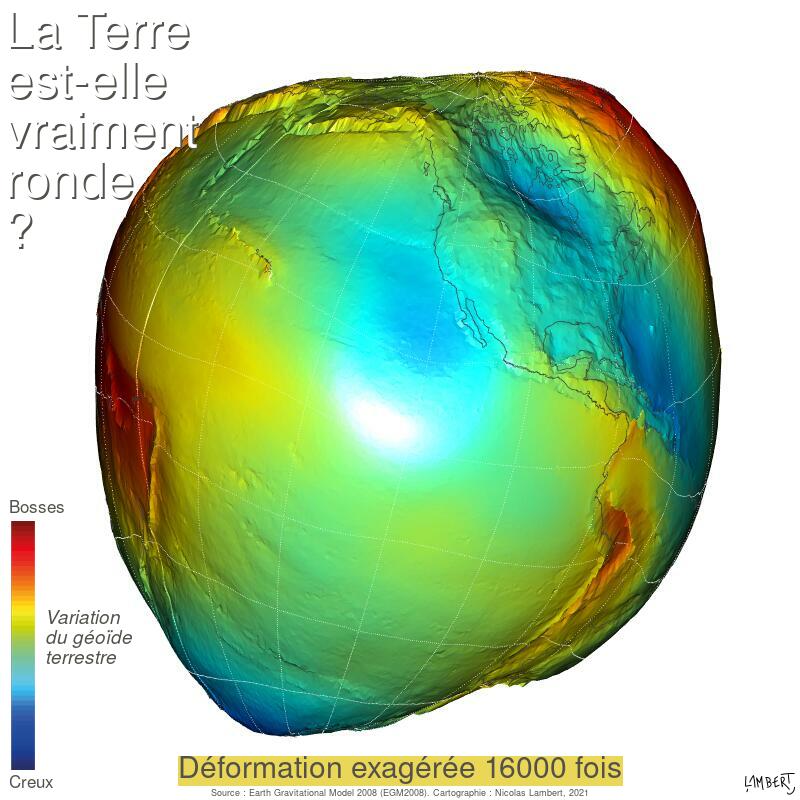 La Terre
est-elle
vraiment
ronde
?
Bosses
Variation
du géoïde
terrestre
Creux
Déformation exagérée 16000 fois
Source : Earth Gravitational Model 2008 (EGM2008). Cartographie : Nicolas Lambert, 2021
LAMBERT